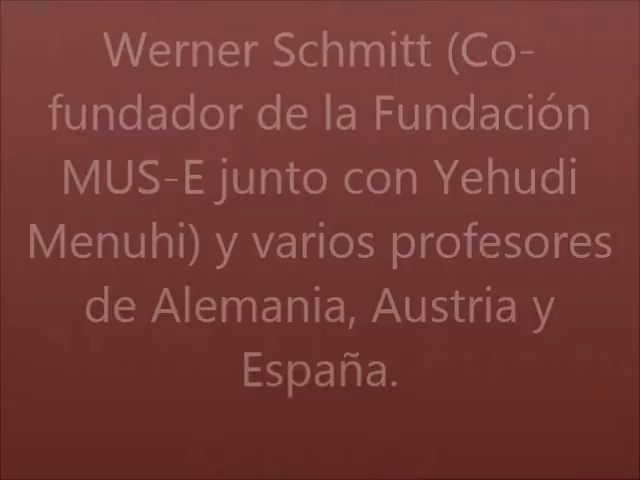 Werner Schmitt (Co-
fundador de la Fundación
MUS-E junto con Yehudi
Menuhi) y varios profesores
de Alemania, Austria y
España.